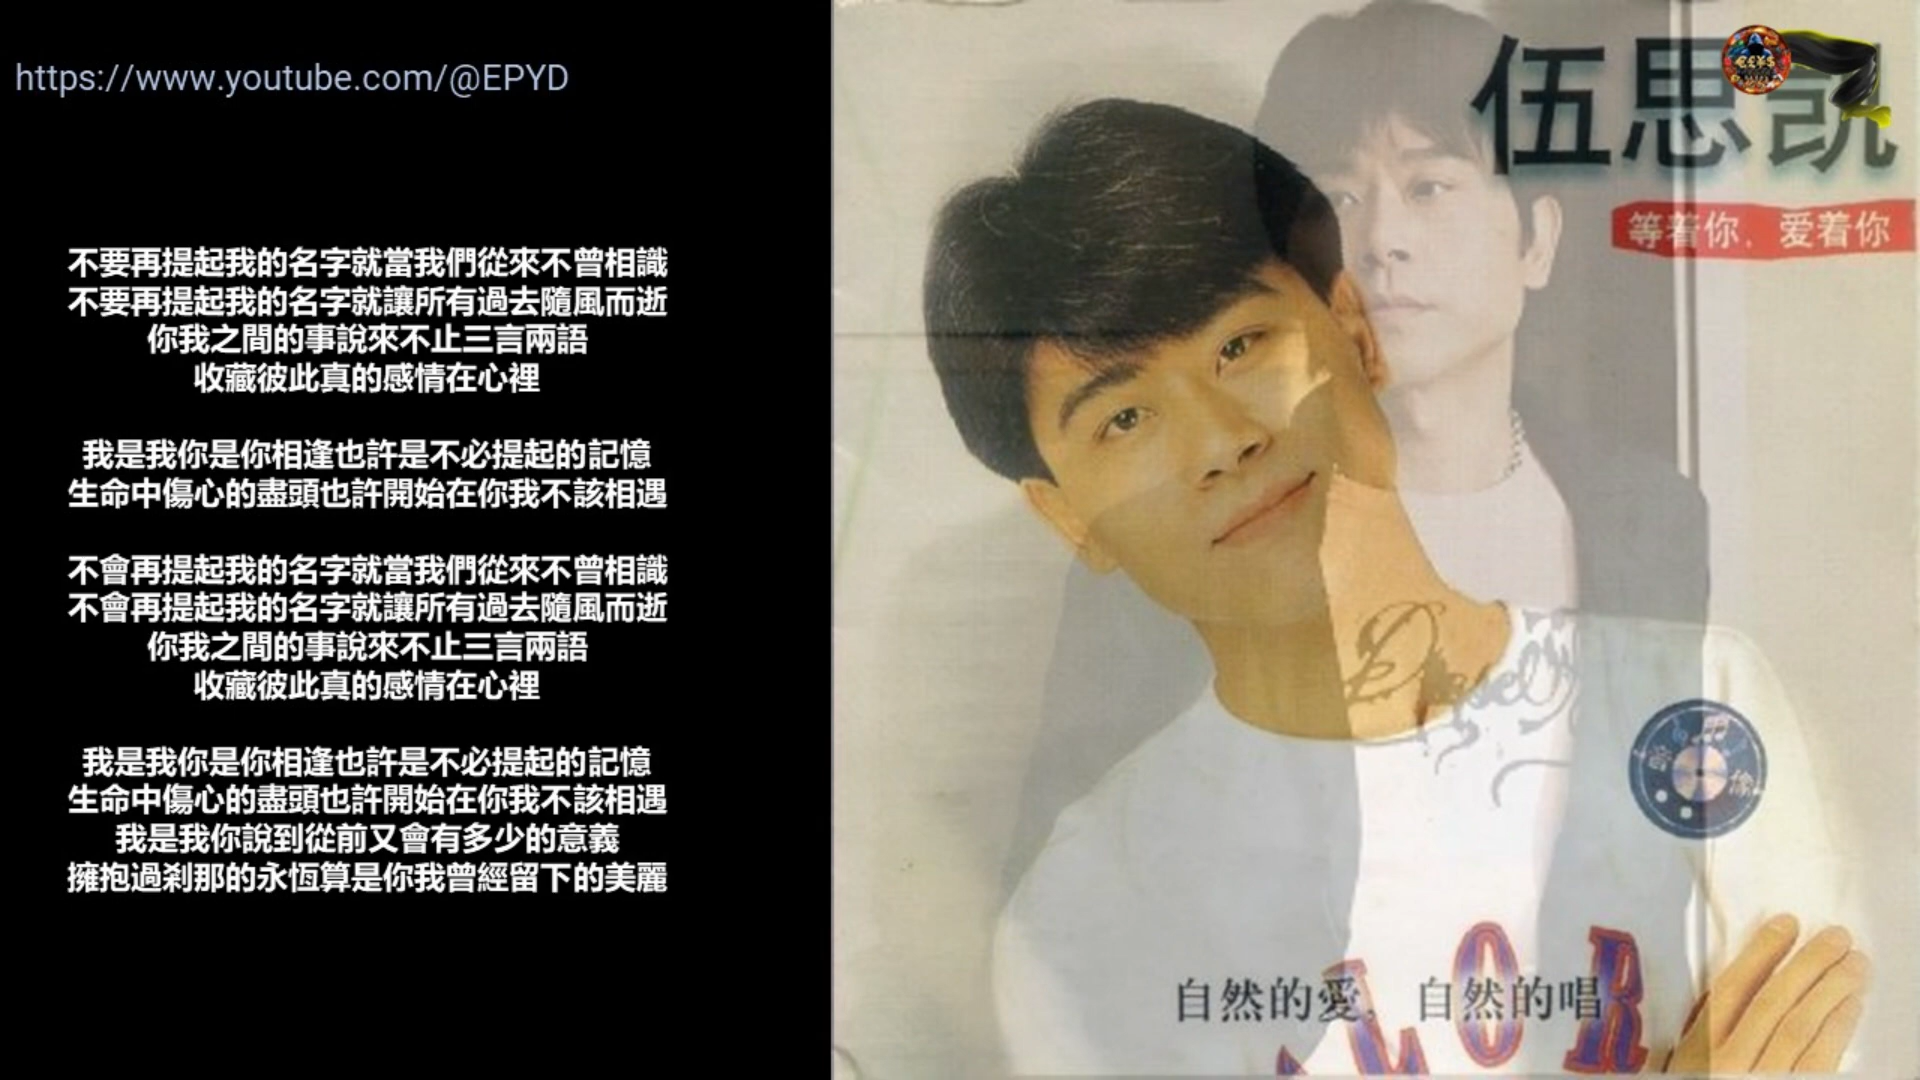 https://www.youtube.com/@EPYD
不要再提起我的名字就當我們從來不曾相識
不要再提起我的名字就讓所有過去隨風而逝
你我之間的事說來不止三言兩語
收藏彼此真的感情在心裡
我是我你是你相逢也許是不必提起的記憶
生命中傷心的盡頭也許開始在你我不該相遇
不會再提起我的名字就當我們從來不曾相識
不會再提起我的名字就讓所有過去隨風而逝
你我之間的事說來不止三言兩語
收藏彼此真的感情在心裡
我是我你是你相逢也許是不必提起的記憶
生命中傷心的盡頭也許開始在你我不該相遇
我是我你說到從前又會有多少的意義
擁抱過剎那的永恆算是你我曾經留下的美麗
伍思凯
等着你，爱着你
自然的愛，自然的唱
LOR